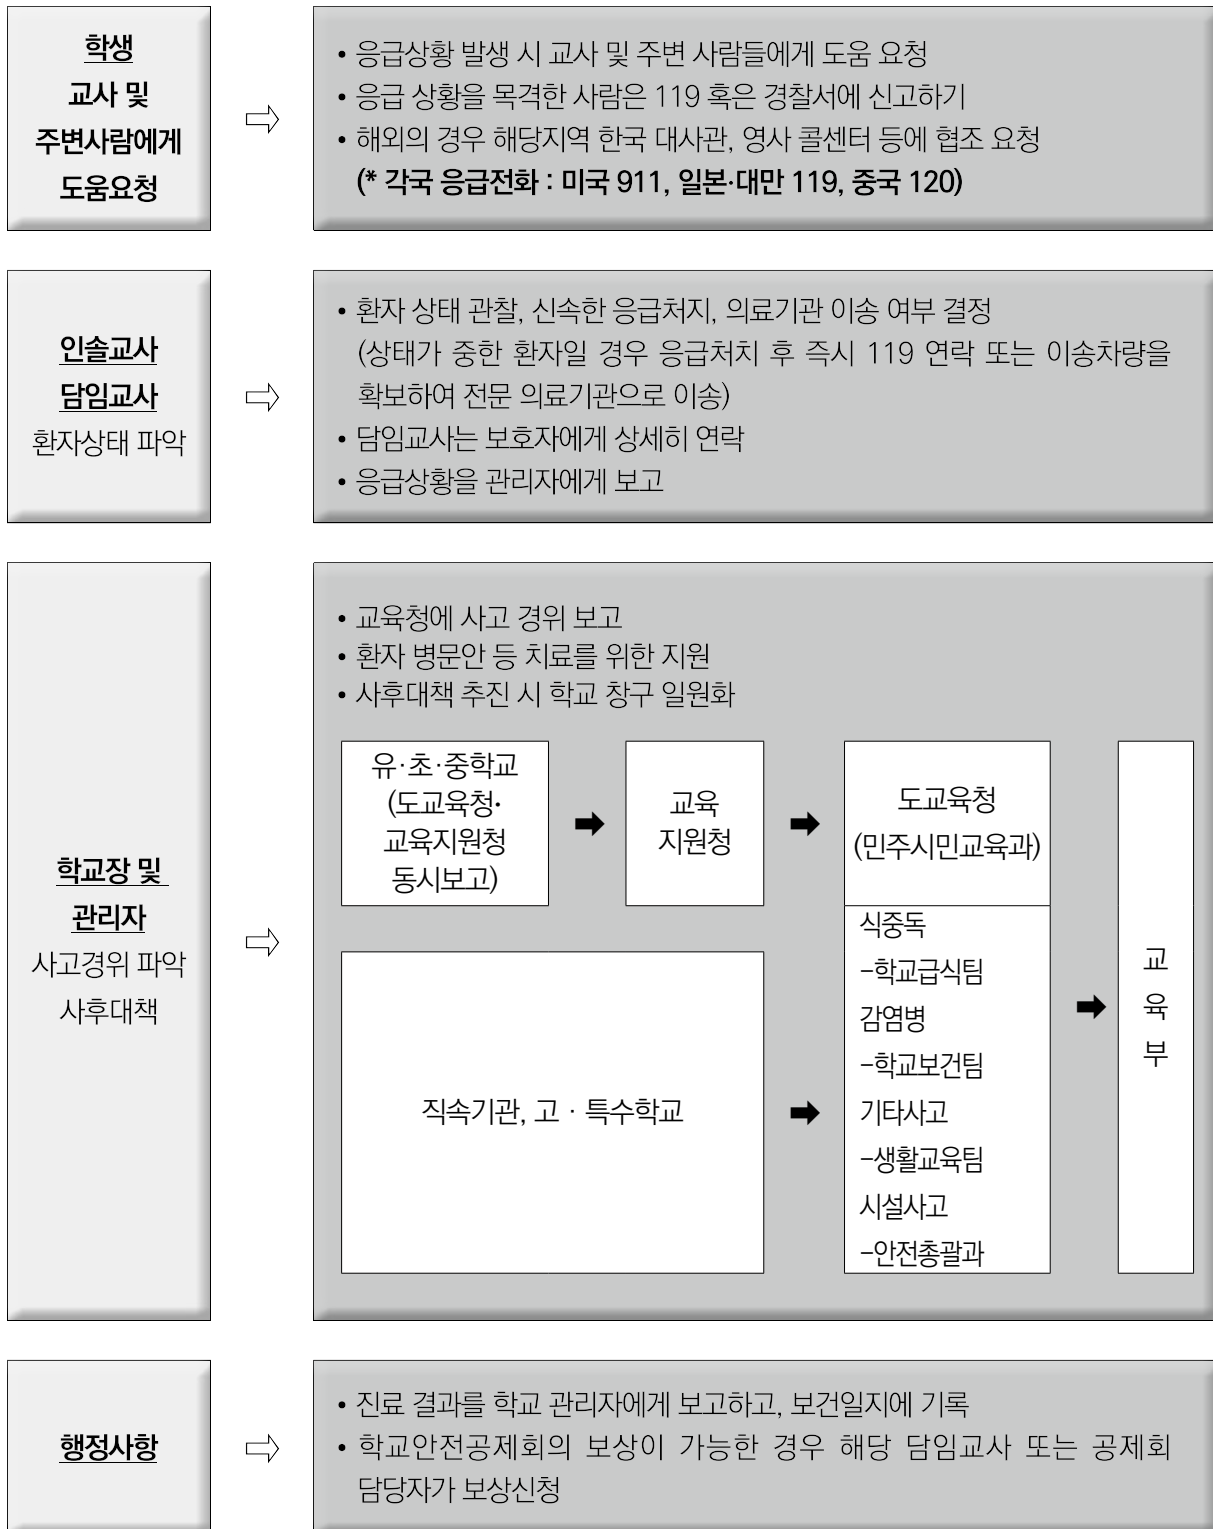 학생
교사 및
주변사람에게
도움요청
• 응급상황 발생 시 교사 및 주변 사람들에게 도움 요청
• 응급 상황을 목격한 사람은 119 혹은 경찰서에 신고하기
• 해외의 경우 해당지역 한국 대사관, 영사 콜센터 등에 협조 요청
(* 각국 응급전화 : 미국 911, 일본·대만 119, 중국 120)
인솔교사
담임교사
환자상태 파악
• 환자 상태 관찰, 신속한 응급처지, 의료기관 이송 여부 결정
(상태가 중한 환자일 경우 응급처치 후 즉시 119 연락 또는 이송차량을
확보하여 전문 의료기관으로 이송)
• 담임교사는 보호자에게 상세히 연락
• 응급상황을 관리자에게 보고
학교장 및
관리자
사고경위 파악
사후대책
• 교육청에 사고 경위 보고
• 환자 병문안 등 치료를 위한 지원
• 사후대책 추진 시 학교 창구 일원화
유·초·중학교
(도교육청·
교육지원청
동시보고)
교육
지원청
도교육청
(민주시민교육과)
식중독
-학교급식팀
감염병
-학교보건팀
기타사고
-생활교육팀
시설사고
-안전총괄과
직속기관, 고 · 특수학교
교
육
부
행정사항
• 진료 결과를 학교 관리자에게 보고하고, 보건일지에 기록
• 학교안전공제회의 보상이 가능한 경우 해당 담임교사 또는 공제회
담당자가 보상신청